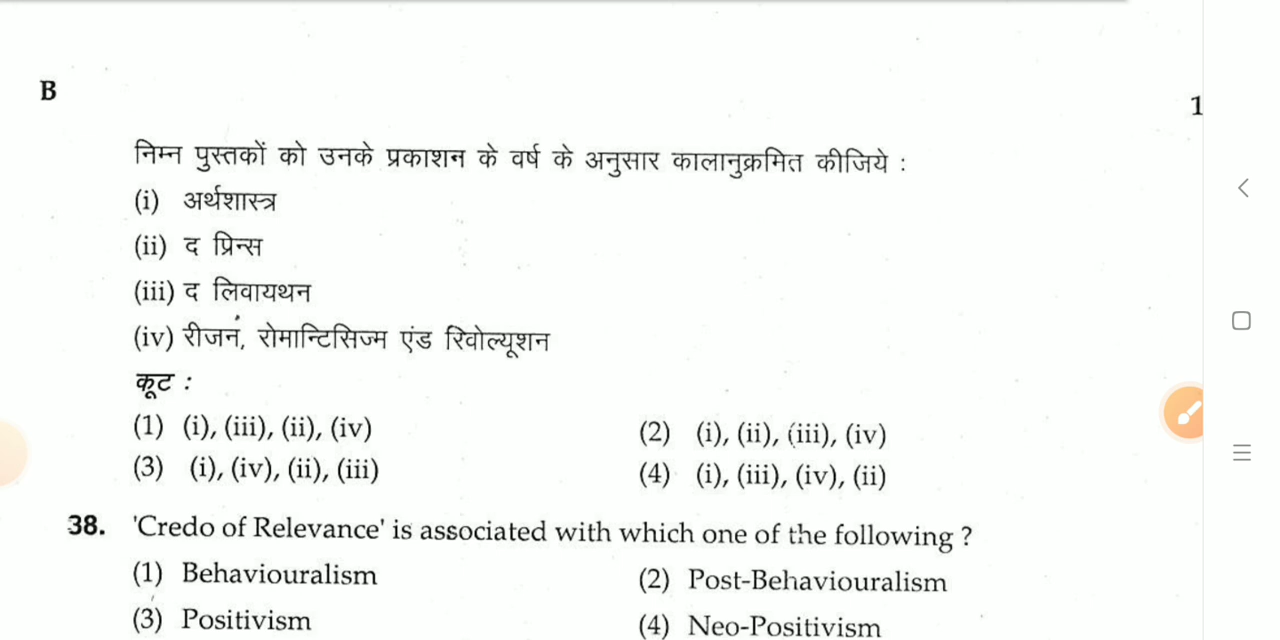 B
1
निम्न पुस्तकों को उनके प्रकाशन के वर्ष के अनुसार कालानुक्रमित कीजिये :
(i) अर्थशास्त्र
(ii) द प्रिन्स
(iii) द लिवायथन
(iv) रीजन, रोमान्टिसिज्म एंड रिवोल्यूशन
कूट :
(1) (i), (iii), (ii), (iv) (2) (i), (ii), (iii), (iv)
(3) (i), (iv), (ii), (iii) (4) (i), (iii), (iv), (ii)
38. 'Credo of Relevance' is associated with which one of the following ?
(1) Behaviouralism (2) Post-Behaviouralism
(3) Positivism (4) Neo-Positivism